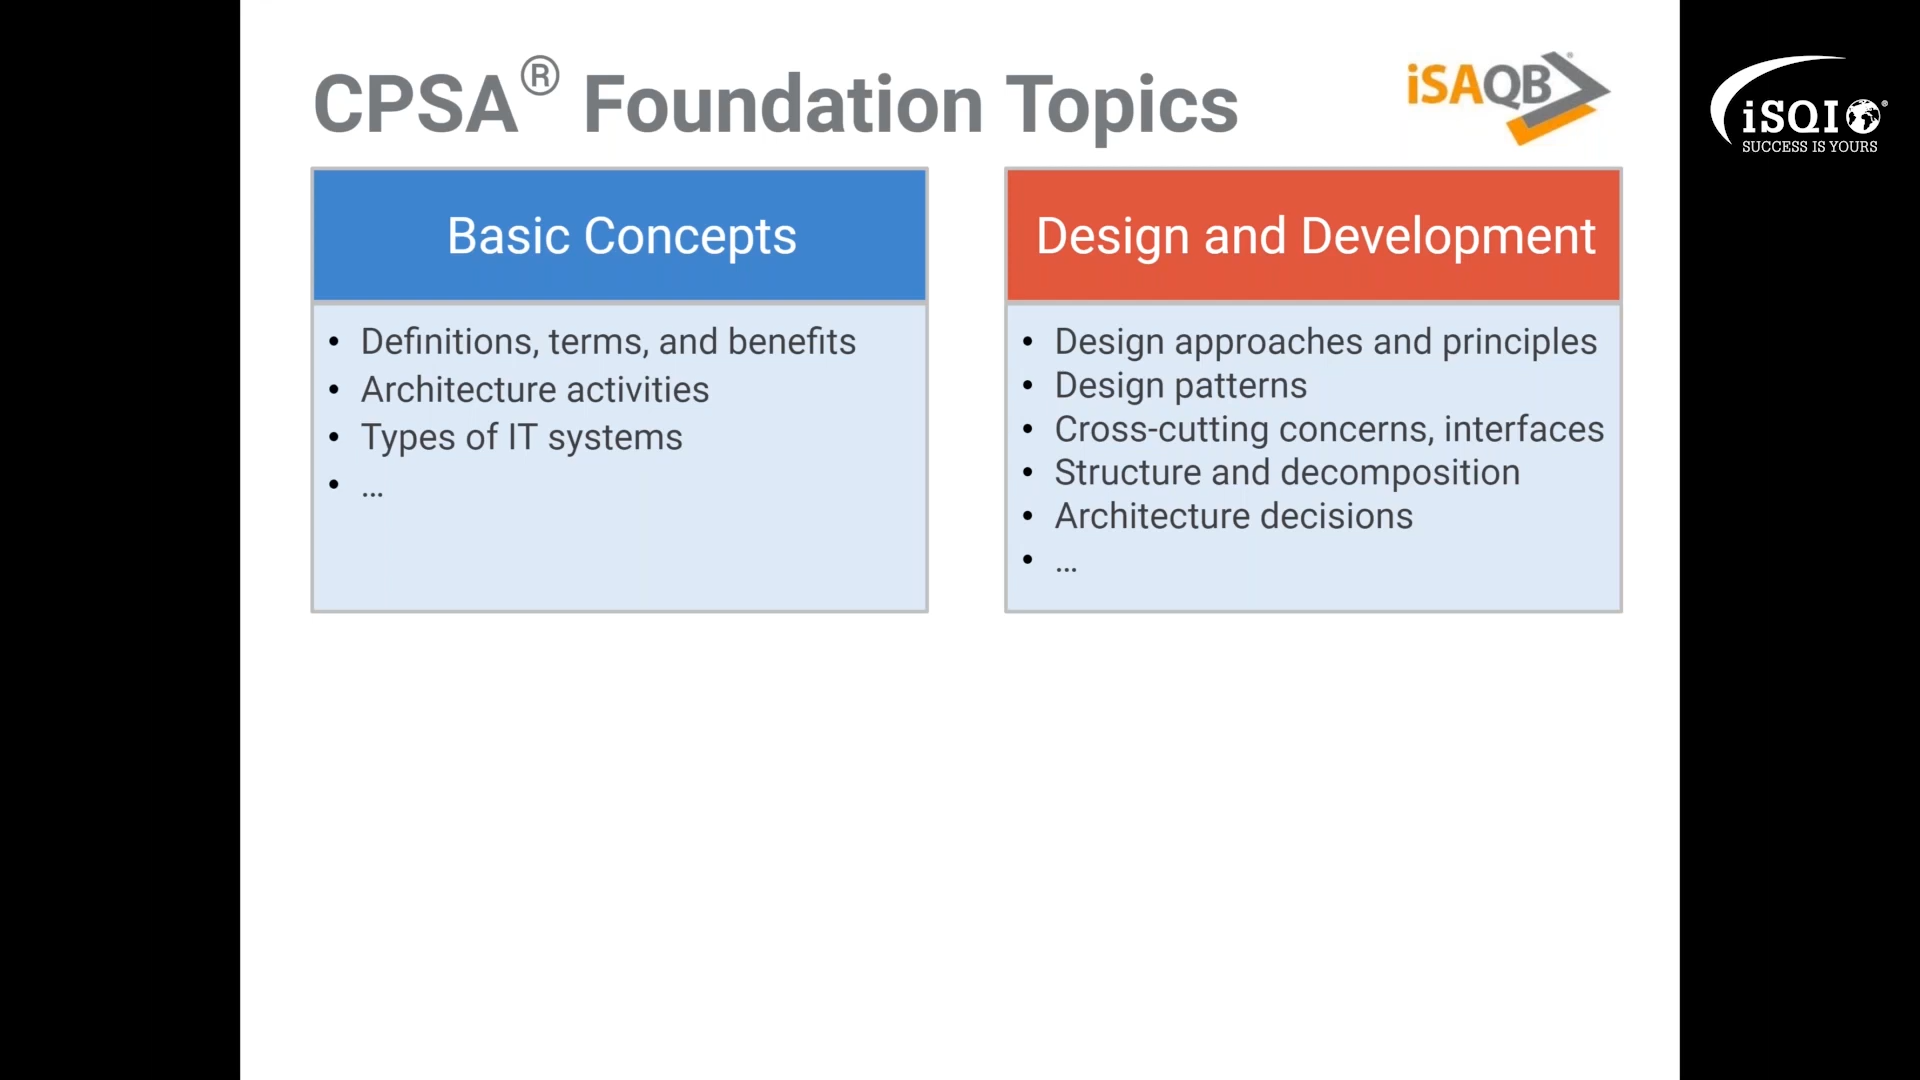 CPSA® Foundation Topics
iSAQB®
iSQI®
SUCCESS IS YOURS
Basic Concepts
• Definitions, terms, and benefits
• Architecture activities
• Types of IT systems
• ...
Design and Development
• Design approaches and principles
• Design patterns
• Cross-cutting concerns, interfaces
• Structure and decomposition
• Architecture decisions
• ...